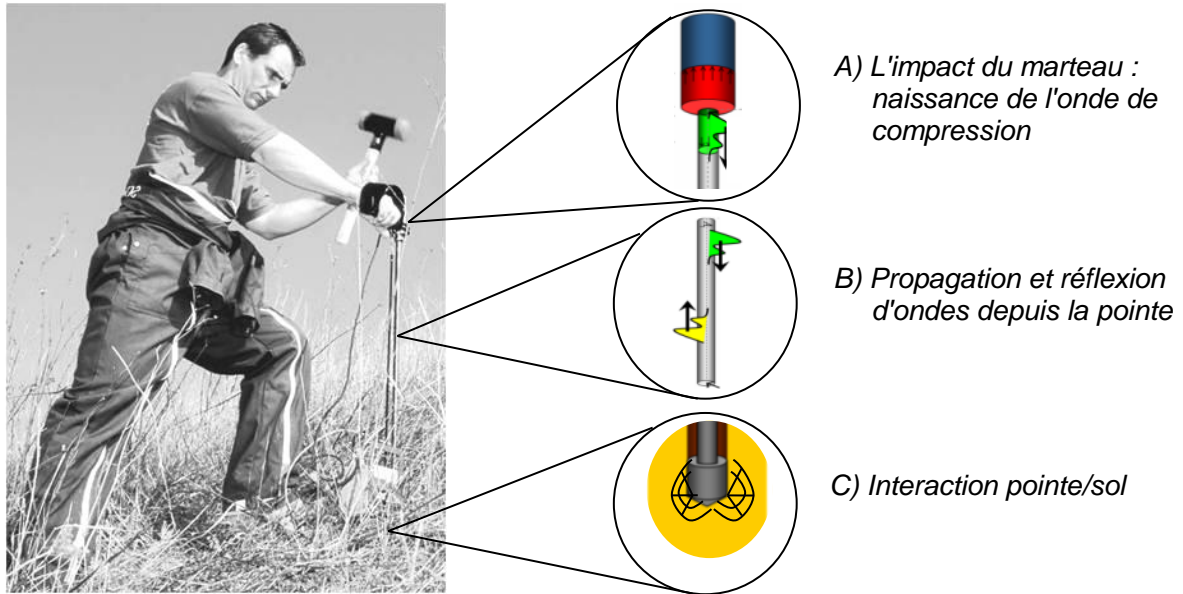 A) L'impact du marteau :
naissance de l'onde de
compression
B) Propagation et réflexion
d'ondes depuis la pointe
C) Interaction pointe/sol